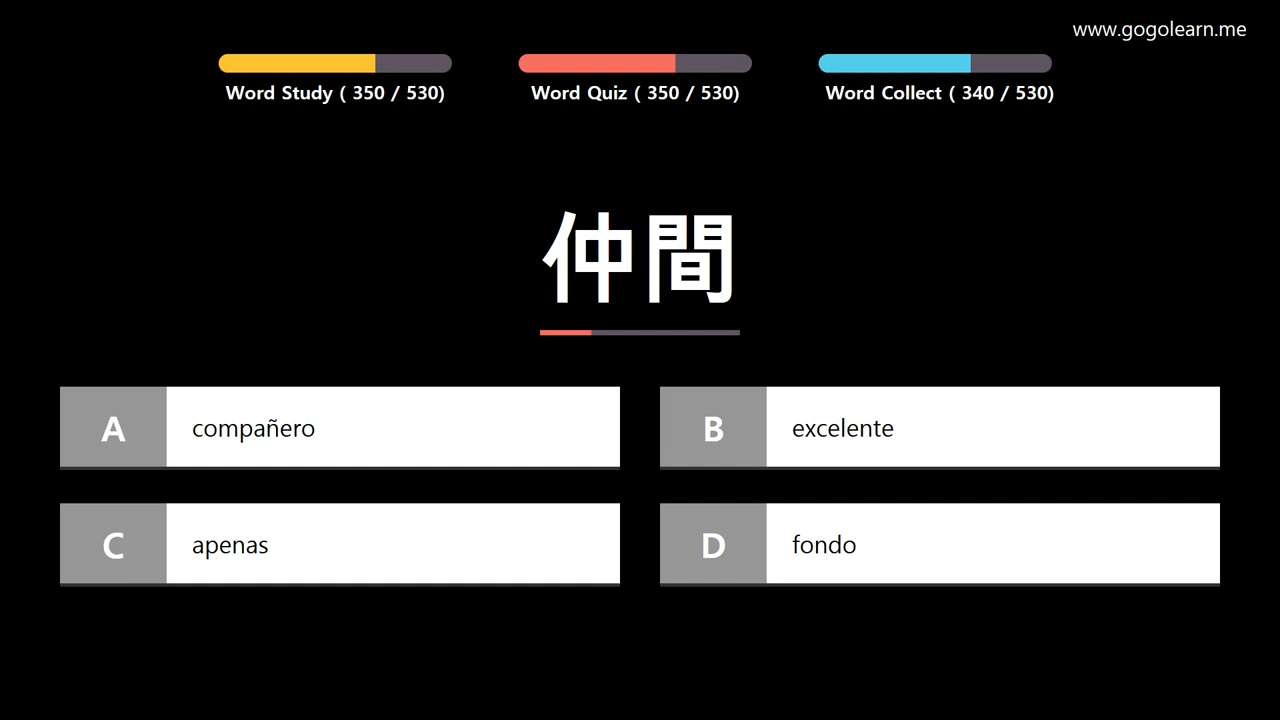 www.gogolearn.me
Word Study ( 350 / 530)
Word Quiz ( 350 / 530)
Word Collect ( 340 / 530)
仲間
A compañero
B excelente
C apenas
D fondo